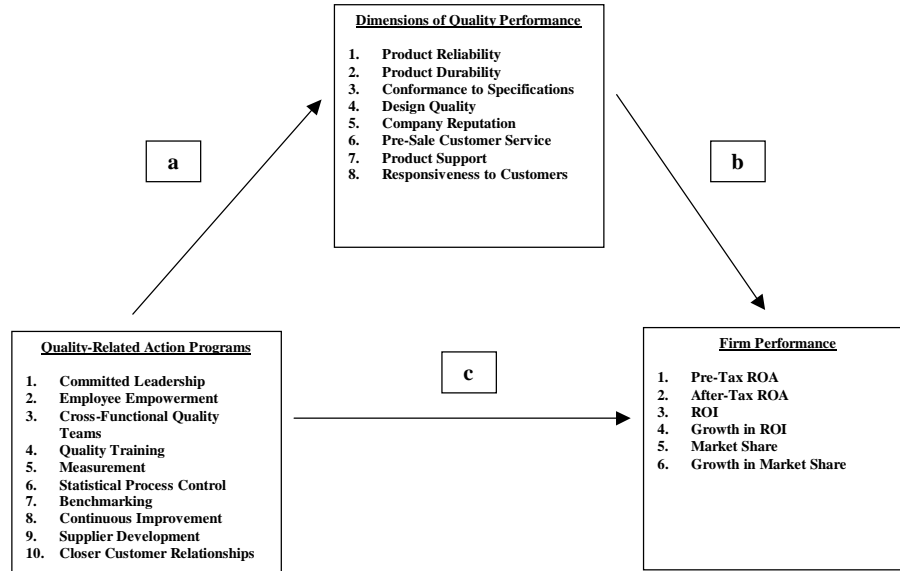 Dimensions of Quality Performance
1. Product Reliability
2. Product Durability
3. Conformance to Specifications
4. Design Quality
5. Company Reputation
6. Pre-Sale Customer Service
7. Product Support
8. Responsiveness to Customers
a
b
Quality-Related Action Programs
1. Committed Leadership
2. Employee Empowerment
3. Cross-Functional Quality
Teams
4. Quality Training
5. Measurement
6. Statistical Process Control
7. Benchmarking
8. Continuous Improvement
9. Supplier Development
10. Closer Customer Relationships
c
Firm Performance
1. Pre-Tax ROA
2. After-Tax ROA
3. ROI
4. Growth in ROI
5. Market Share
6. Growth in Market Share